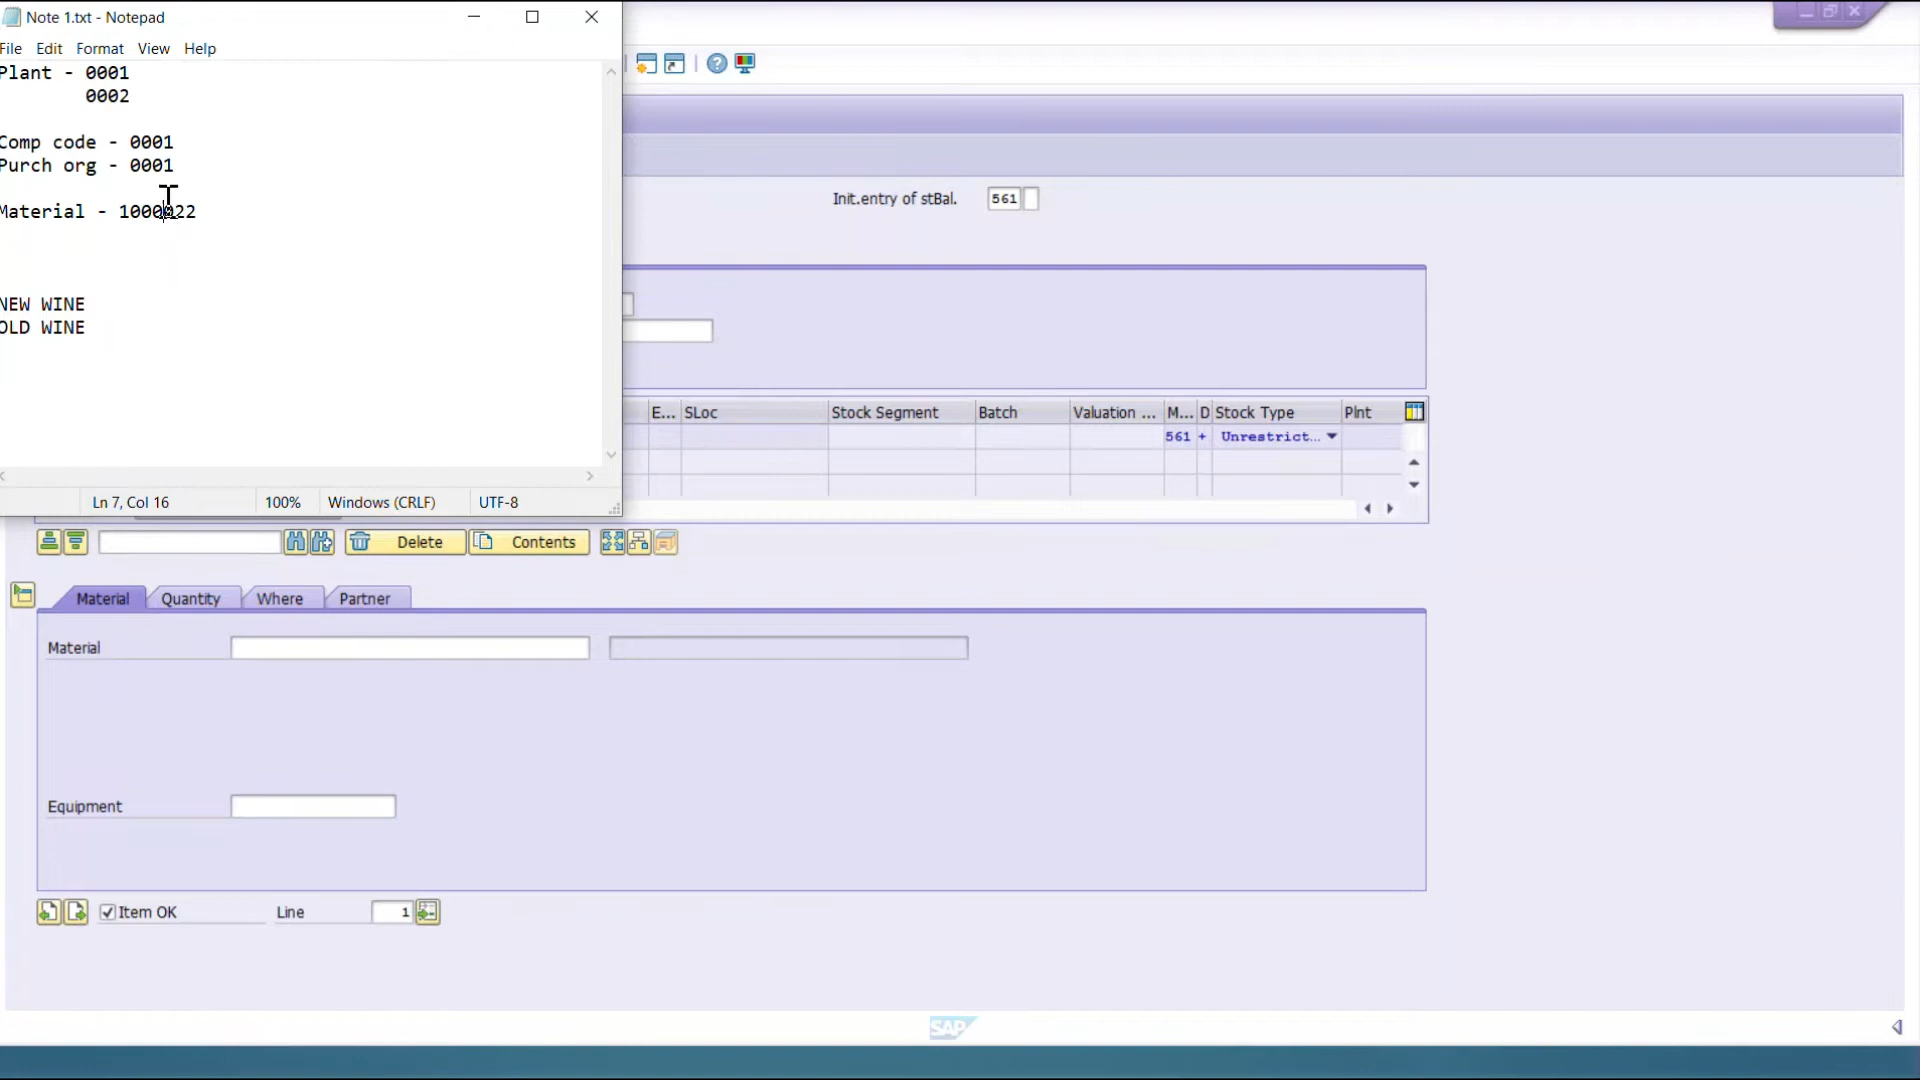 Note 1.txt - Notepad
File Edit Format View Help
Plant - 0001
0002
Comp code - 0001
Purch org - 0001
Material - 1000022
NEW WINE
OLD WINE
Ln 7, Col 16 100% Windows (CRLF) UTF-8
Init.entry of stBal. 561
E... SLoc Stock Segment Batch Valuation ... M... D Stock Type Plnt
561 + Unrestrict...
Delete Contents
Material Quantity Where Partner
Material
Equipment
Item OK Line 1
SAP